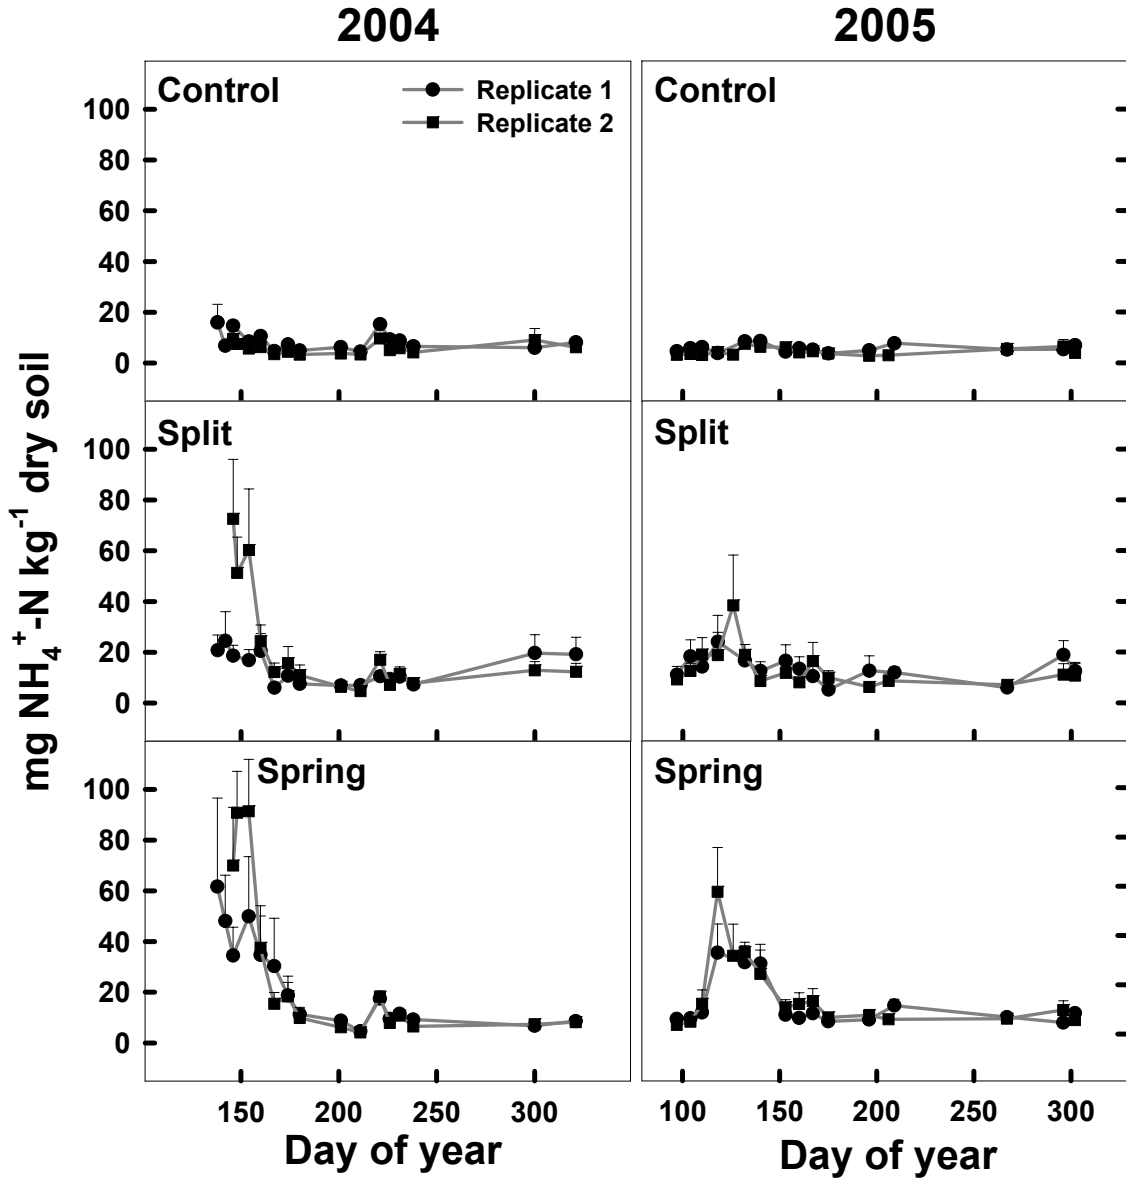 2004 2005
Control Control
Replicate 1
Replicate 2
100
80
60
40
20
0
Split Split
100
80
60
40
20
0
Spring Spring
100
80
60
40
20
0
mg NH₄⁺-N kg⁻¹ dry soil
150 200 250 300 100 150 200 250 300
Day of year Day of year